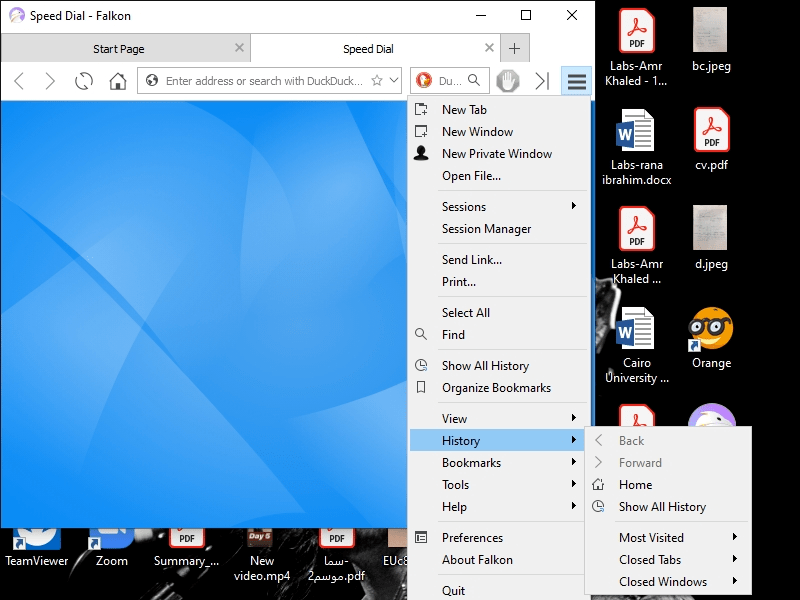 Speed Dial - Falkon
Start Page
Speed Dial
Enter address or search with DuckDuck...
Du...
New Tab
New Window
New Private Window
Open File...
Sessions
Session Manager
Send Link...
Print...
Select All
Find
Show All History
Organize Bookmarks
View
History
Bookmarks
Tools
Help
Preferences
About Falkon
Quit
Back
Forward
Home
Show All History
Most Visited
Closed Tabs
Closed Windows
PDF
Labs-Amr
Khaled - 1...
bc.jpeg
Labs-rana
ibrahim.docx
PDF
cv.pdf
PDF
Labs-Amr
Khaled ...
d.jpeg
Cairo
University ...
Orange
TeamViewer
Zoom
PDF
Summary_...
Day 5
New
video.mp4
PDF
سما-
موسم2.pdf